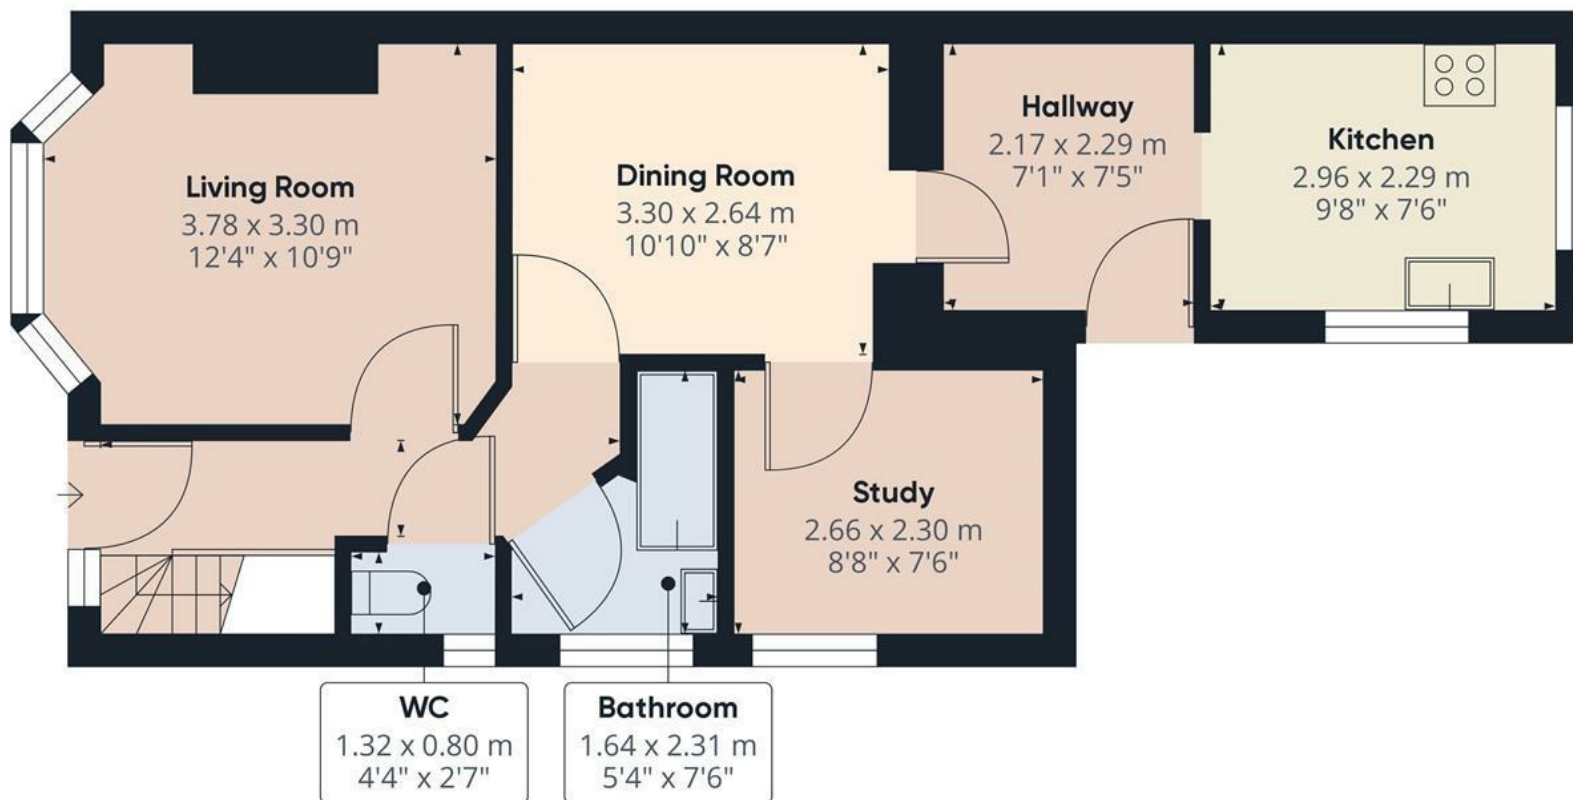 Living Room
3.78 x 3.30 m
12'4" x 10'9"
Dining Room
3.30 x 2.64 m
10'10" x 8'7"
Hallway
2.17 x 2.29 m
7'1" x 7'5"
Kitchen
2.96 x 2.29 m
9'8" x 7'6"
Study
2.66 x 2.30 m
8'8" x 7'6"
WC
1.32 x 0.80 m
4'4" x 2'7"
Bathroom
1.64 x 2.31 m
5'4" x 7'6"